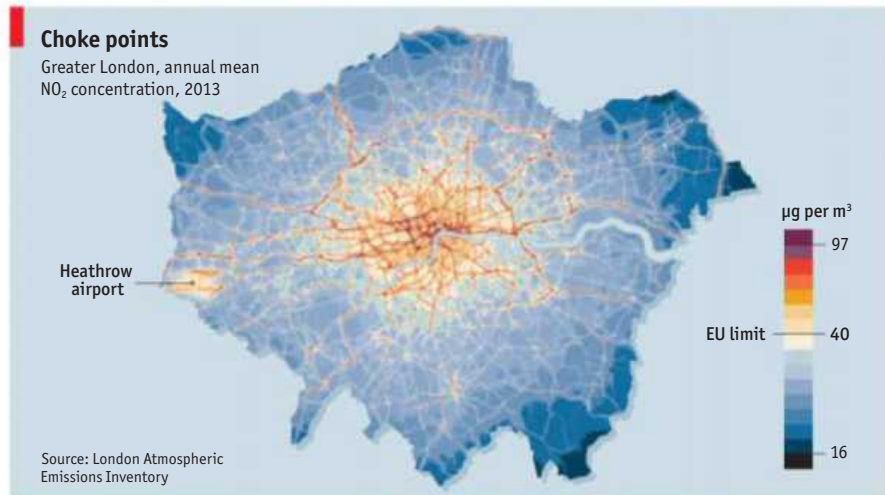 Choke points
Greater London, annual mean
NO₂ concentration, 2013
µg per m³
97
Heathrow
airport
EU limit
40
16
Source: London Atmospheric
Emissions Inventory